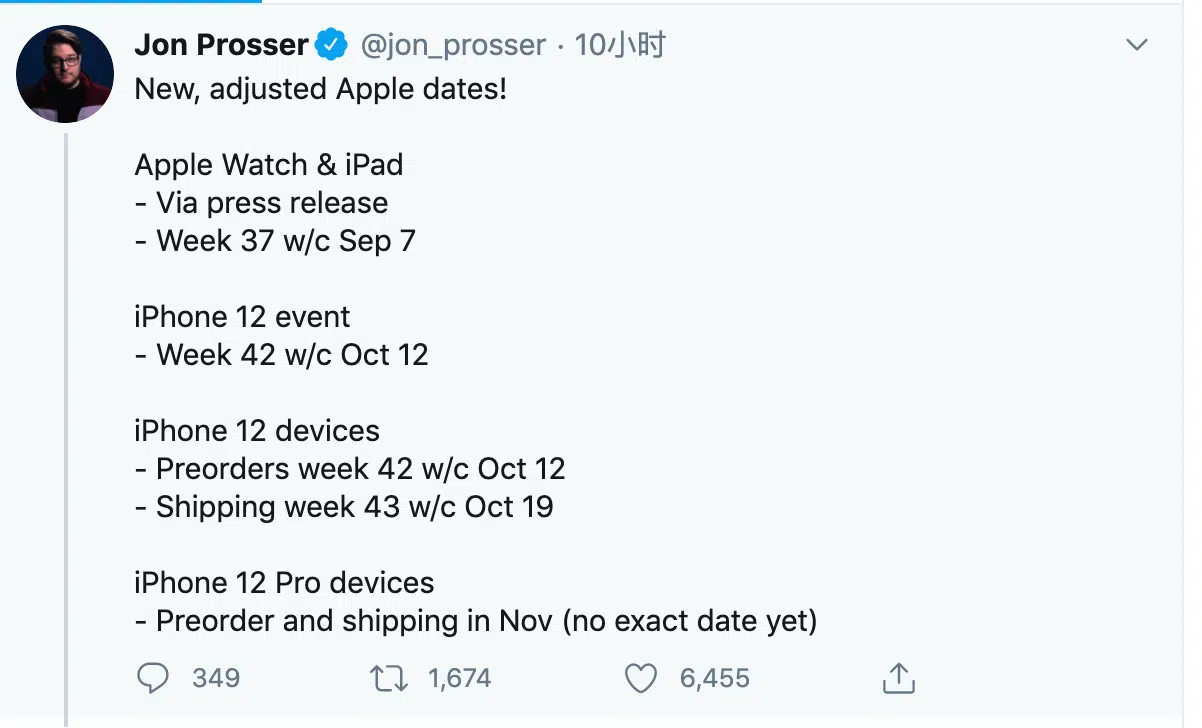 Jon Prosser @jon_prosser · 10小时
New, adjusted Apple dates!
Apple Watch & iPad
- Via press release
- Week 37 w/c Sep 7
iPhone 12 event
- Week 42 w/c Oct 12
iPhone 12 devices
- Preorders week 42 w/c Oct 12
- Shipping week 43 w/c Oct 19
iPhone 12 Pro devices
- Preorder and shipping in Nov (no exact date yet)
349 1,674 6,455